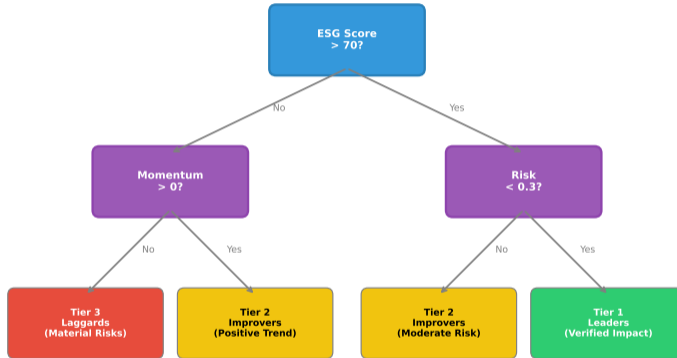 ESG Score
> 70?
No
Yes
Momentum
> 0?
Risk
< 0.3?
No
Yes
No
Yes
Tier 3
Laggards
(Material Risks)
Tier 2
Improvers
(Positive Trend)
Tier 2
Improvers
(Moderate Risk)
Tier 1
Leaders
(Verified Impact)